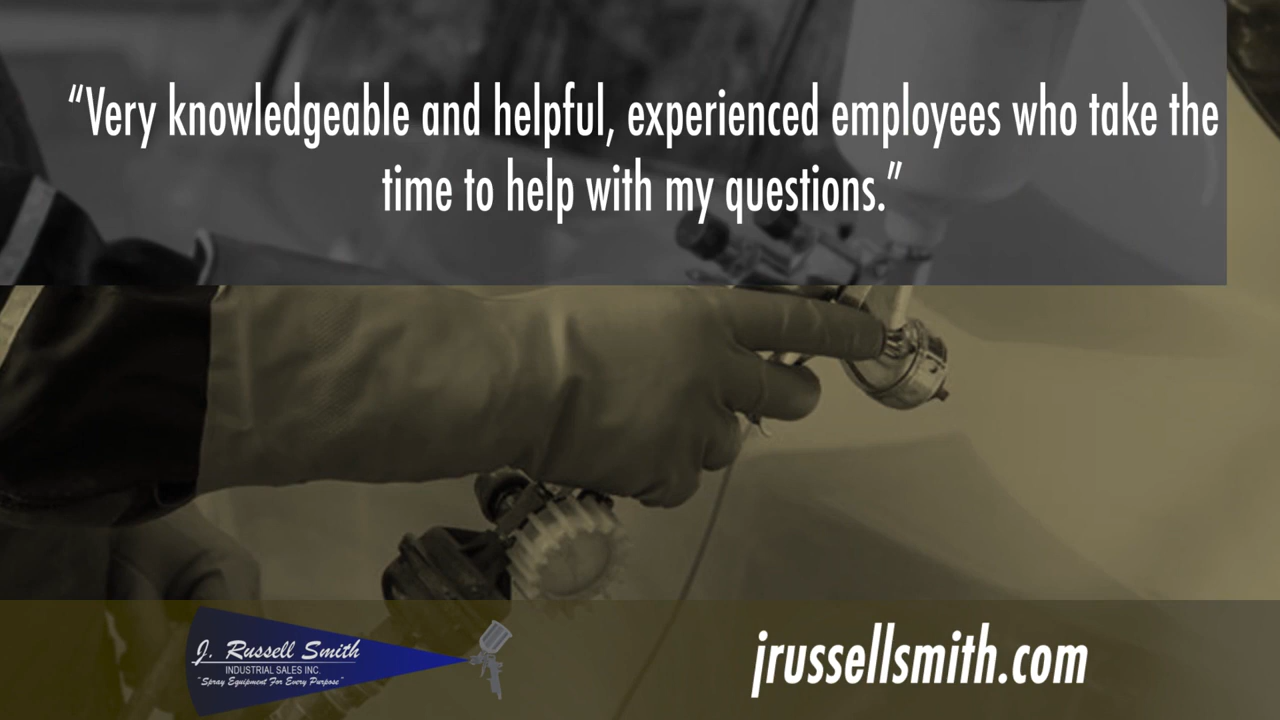 “Very knowledgeable and helpful, experienced employees who take the
time to help with my questions.”
J. Russell Smith
INDUSTRIAL SALES INC.
"Spray Equipment For Every Purpose"
jrussellsmith.com